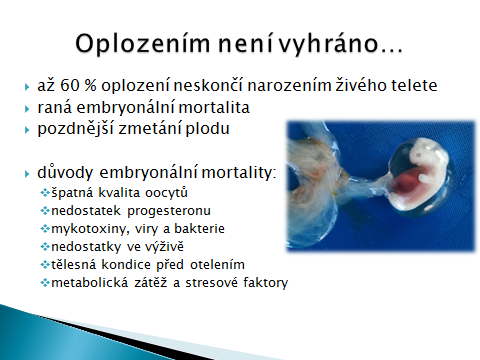 Oplozením není vyhráno…
až 60 % oplození neskončí narozením živého telete
raná embryonální mortalita
pozdnější zmetání plodu
důvody embryonální mortality:
špatná kvalita oocytů
nedostatek progesteronu
mykotoxiny, viry a bakterie
nedostatky ve výživě
tělesná kondice před otelením
metabolická zátěž a stresové faktory